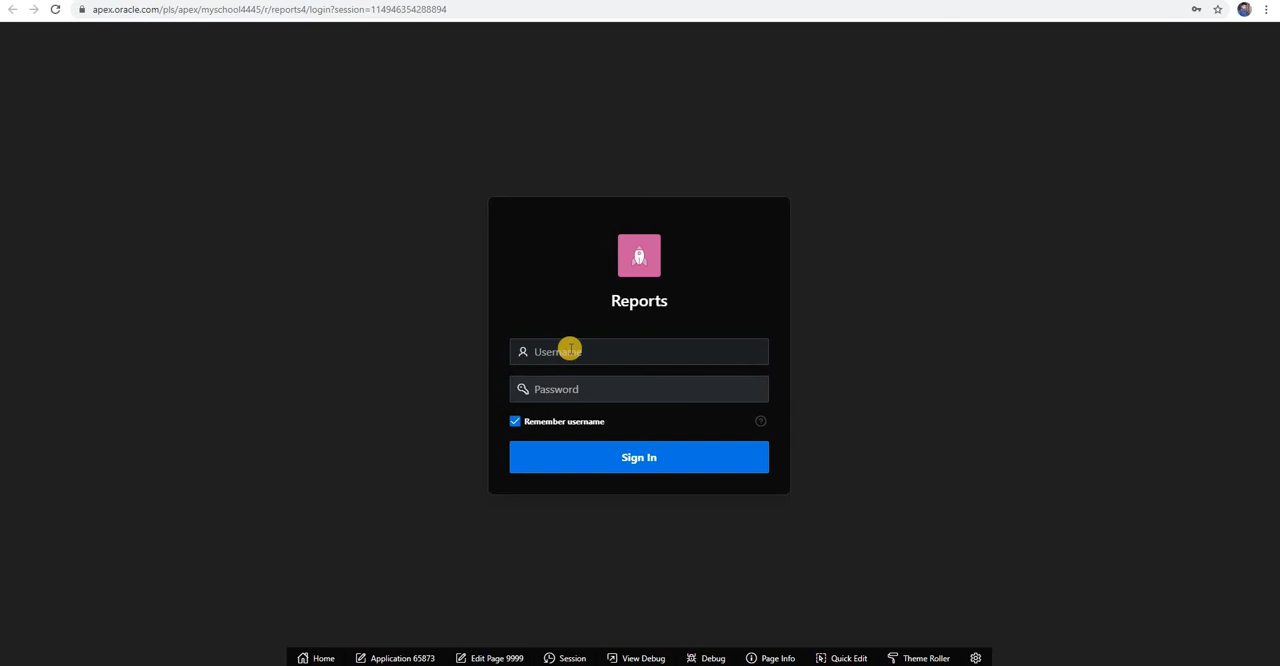 apex.oracle.com/pls/apex/myschool4445/r/reports4/login?session=114946354288894
Reports
Username
Password
Remember username
Sign In
Home Application 65873 Edit Page 9999 Session View Debug Debug Page Info Quick Edit Theme Roller